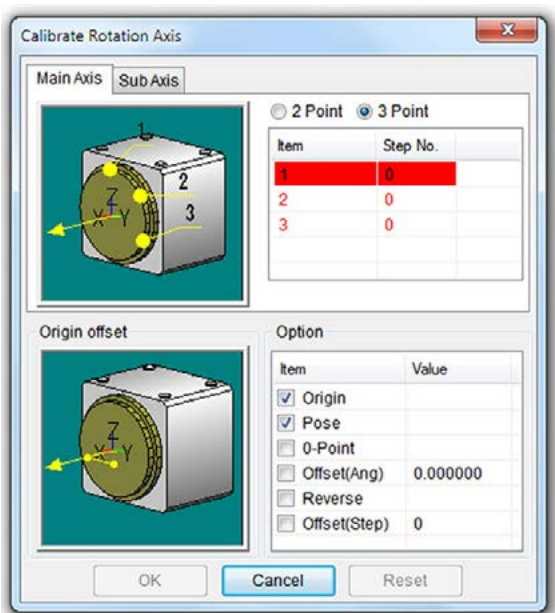 Calibrate Rotation Axis
Main Axis Sub Axis
2 Point 3 Point
1
2
3
Z
X Y
Item Step No.
1 0
2 0
3 0
Origin offset
Z
X Y
Option
Item Value
Origin
Pose
0-Point
Offset(Ang) 0.000000
Reverse
Offset(Step) 0
OK Cancel Reset